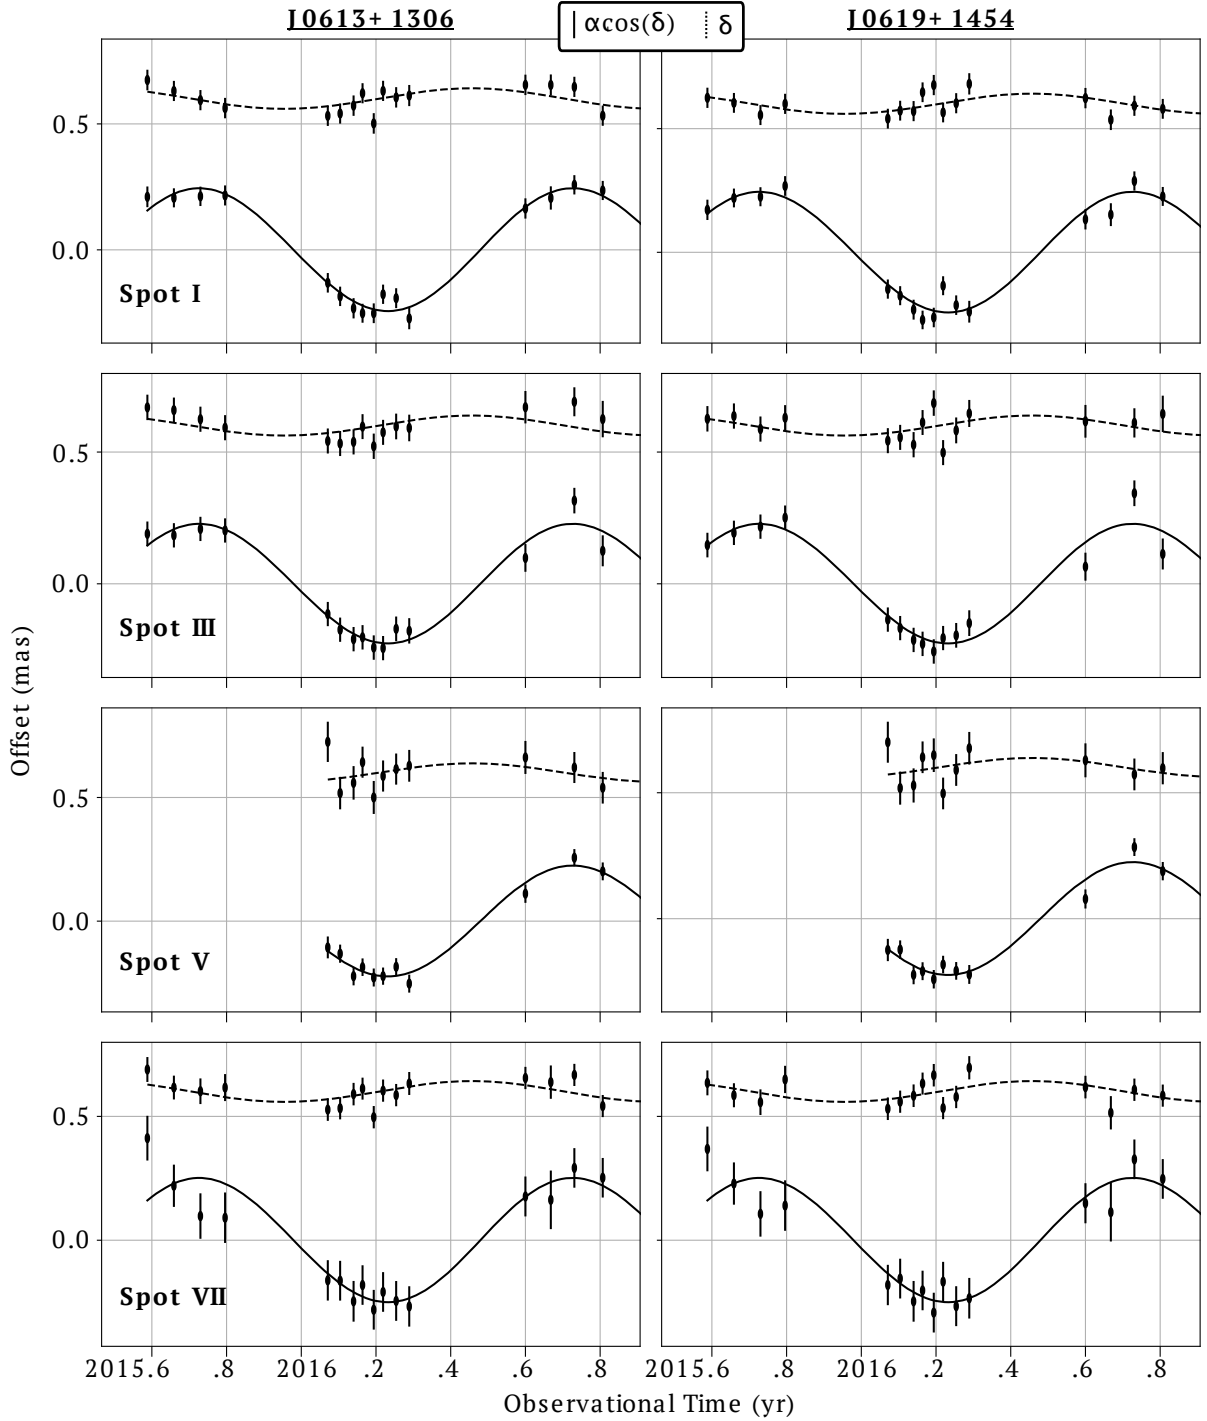 J0613+1306
| αcos(δ) ┊ δ
J0619+1454
0.5
0.0
Spot I
0.5
0.0
Spot III
Offset (mas)
0.5
0.0
Spot V
0.5
0.0
Spot VII
2015.6 .8 2016 .2 .4 .6 .8
2015.6 .8 2016 .2 .4 .6 .8
Observational Time (yr)